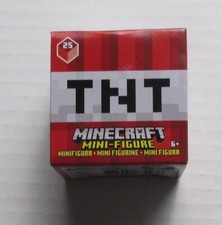 25
TNT
MINECRAFT
MINI-FIGURE
MINIFIGURA • MINI FIGURINE • MINI FIGURA
6+